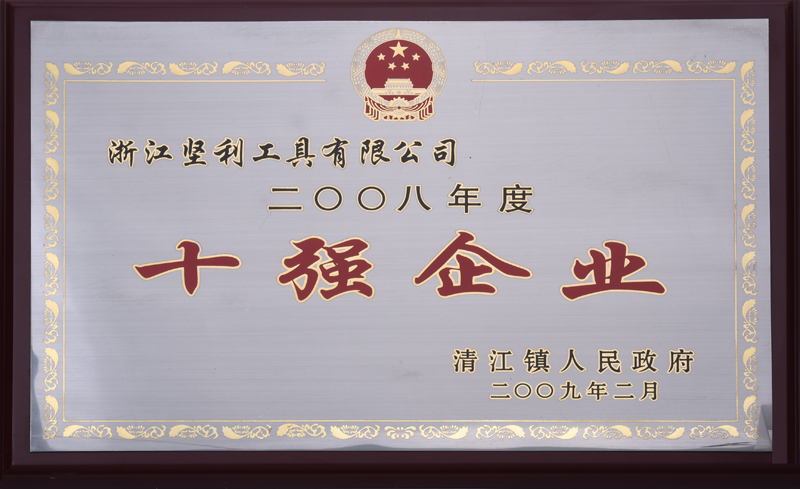 浙江坚利工具有限公司
二〇〇八年度
十强企业
清江镇人民政府
二〇〇九年二月